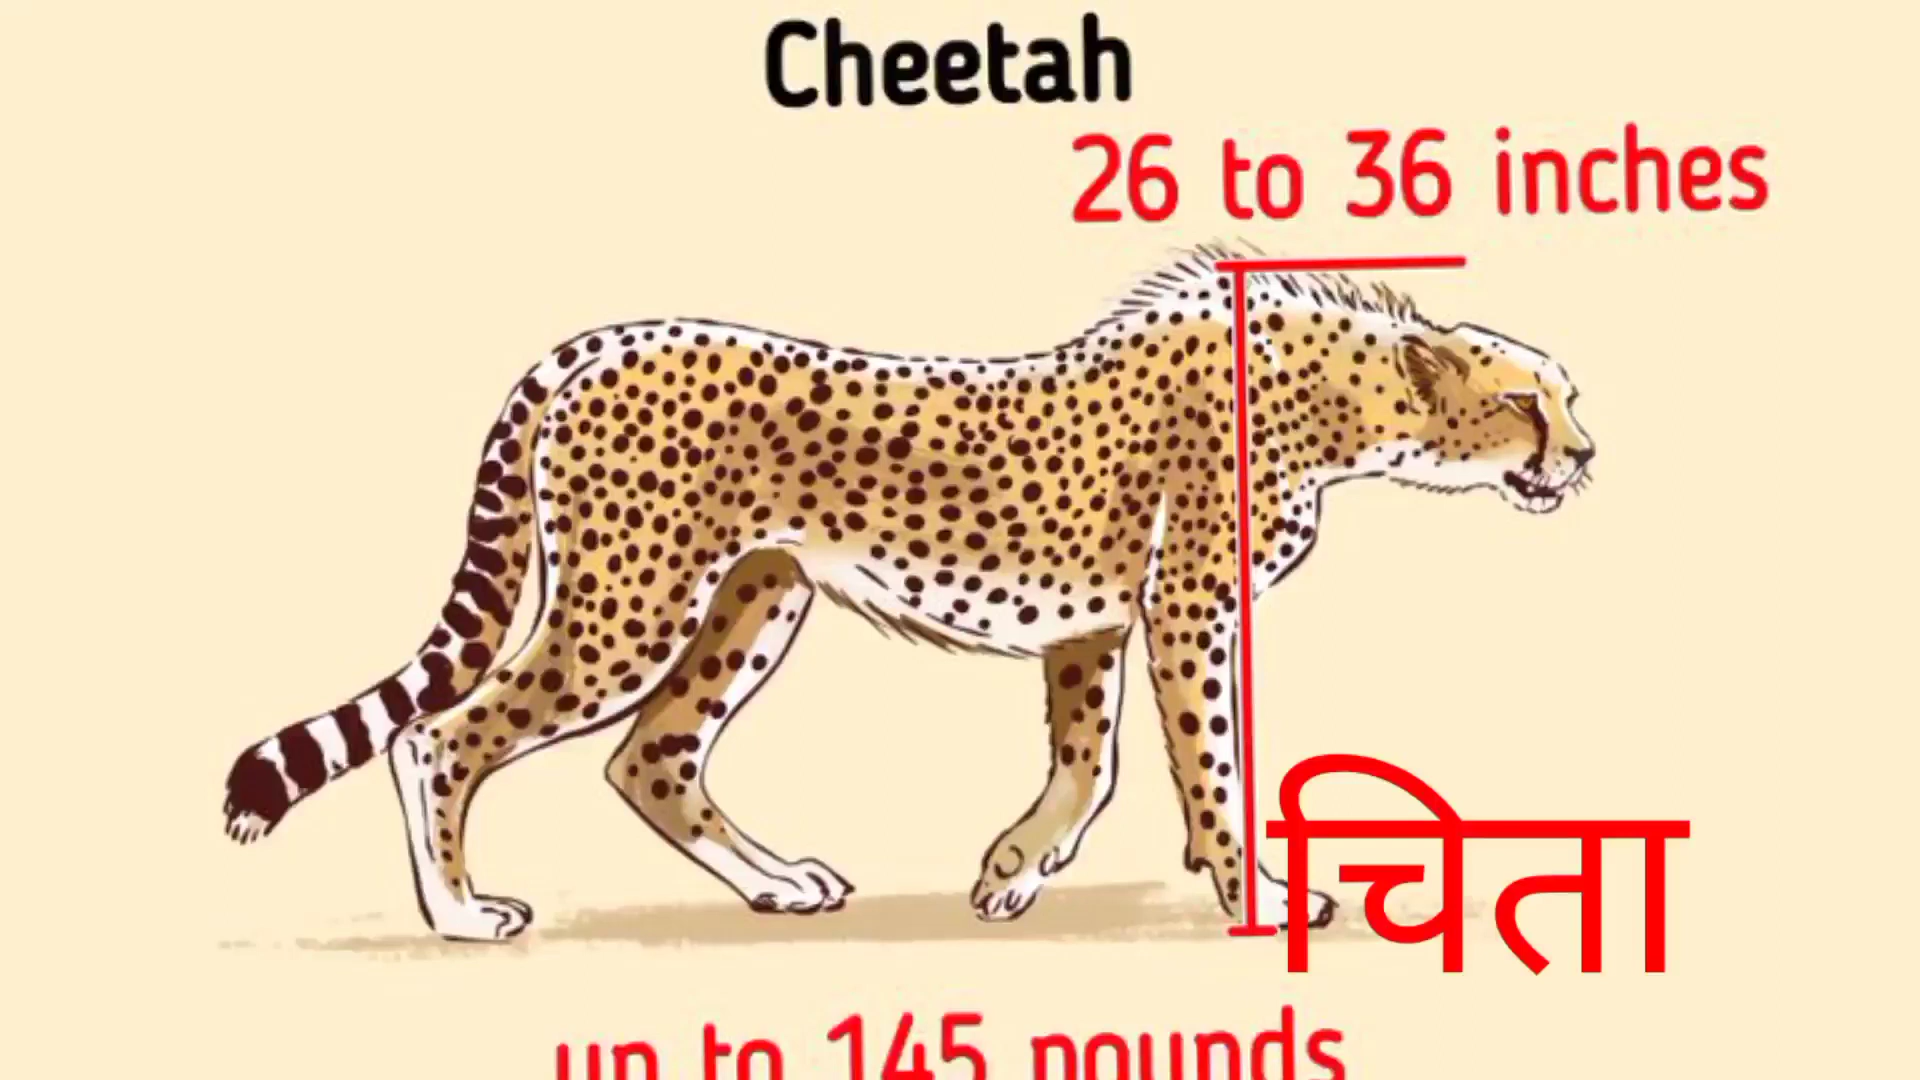 Cheetah
26 to 36 inches
चिता
up to 145 pounds